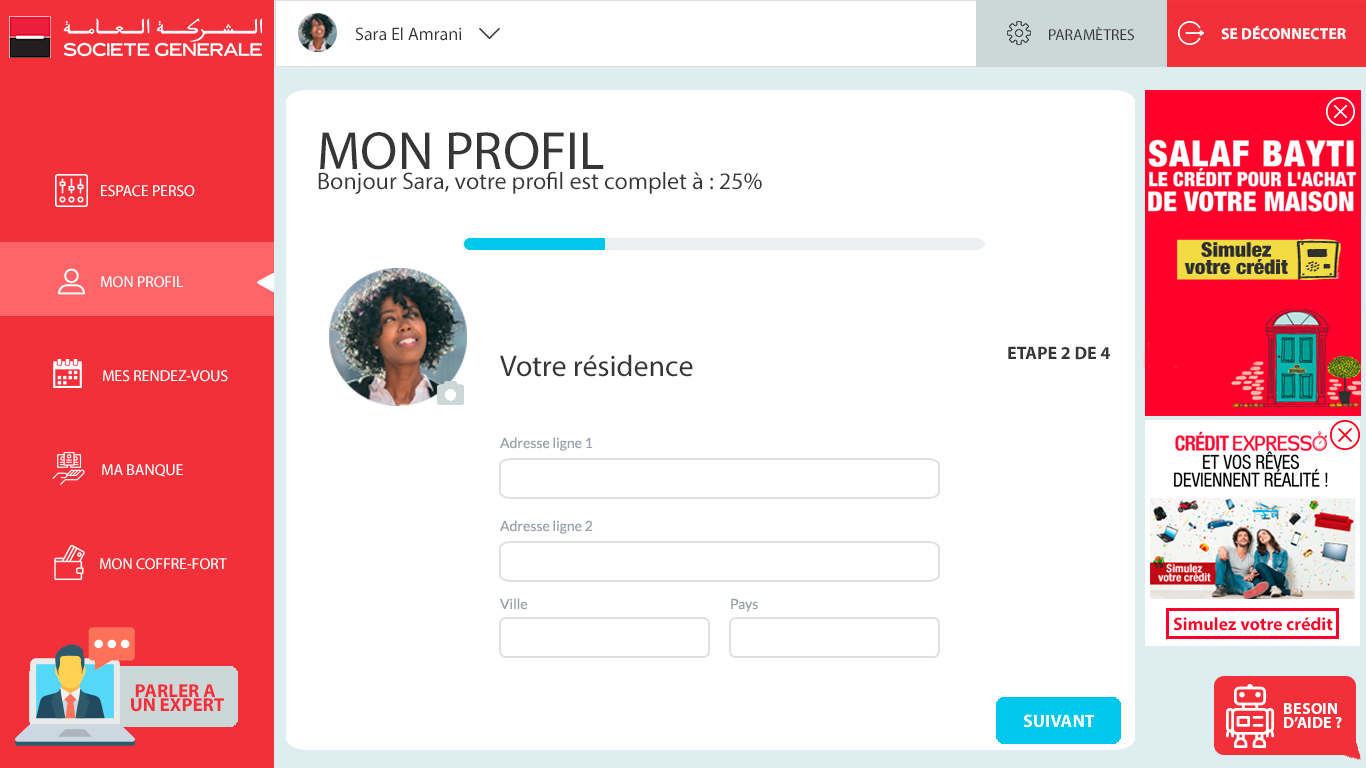 الشركة العامة
SOCIETE GENERALE
Sara El Amrani
PARAMÈTRES
SE DÉCONNECTER
ESPACE PERSO
MON PROFIL
MES RENDEZ-VOUS
MA BANQUE
MON COFFRE-FORT
PARLER A
UN EXPERT
MON PROFIL
Bonjour Sara, votre profil est complet à : 25%
Votre résidence
ETAPE 2 DE 4
Adresse ligne 1
Adresse ligne 2
Ville
Pays
SUIVANT
SALAF BAYTI
LE CRÉDIT POUR L'ACHAT
DE VOTRE MAISON
Simulez
votre crédit
CRÉDIT EXPRESSO
ET VOS RÊVES
DEVIENNENT RÉALITÉ !
Simulez
votre crédit
Simulez votre crédit
BESOIN
D'AIDE ?